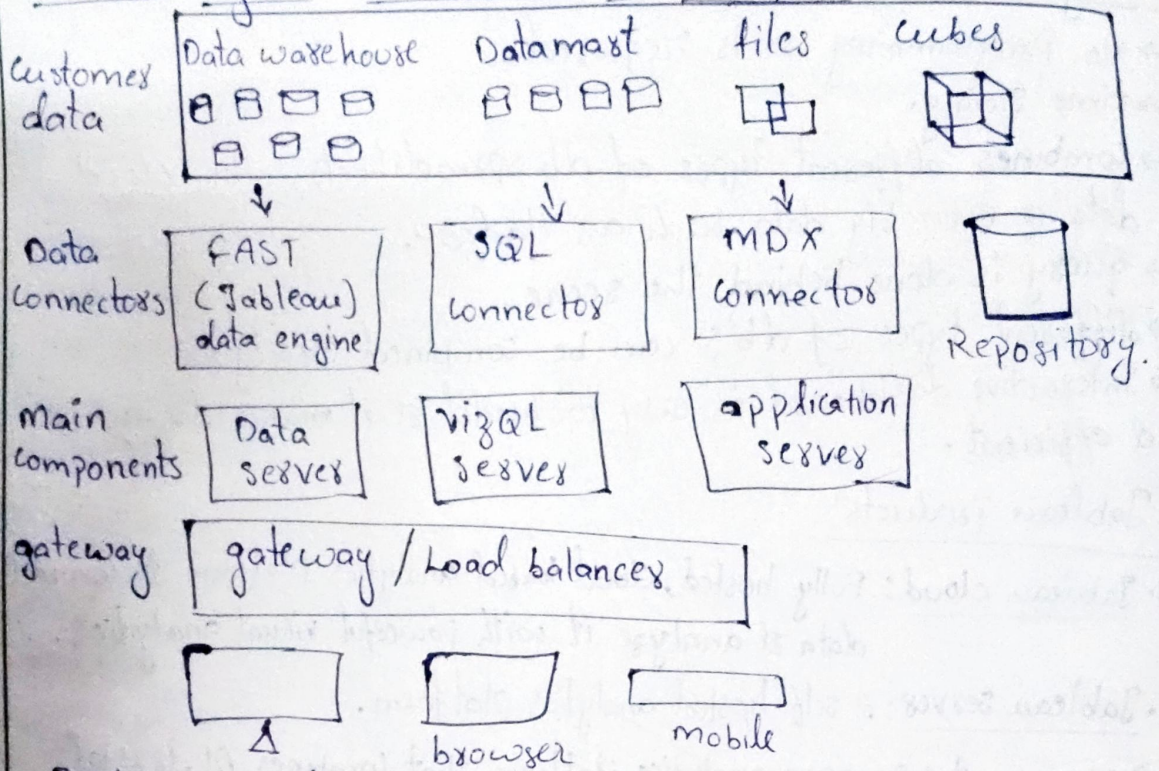 Customer
data
Data warehouse
Datamart
files
Cubes
Data
connectors
FAST
(Tableau)
data engine
SQL
connector
MDX
connector
Repository.
main
components
Data
server
vizQL
server
application
server
gateway
gateway / Load balancer
browser
mobile